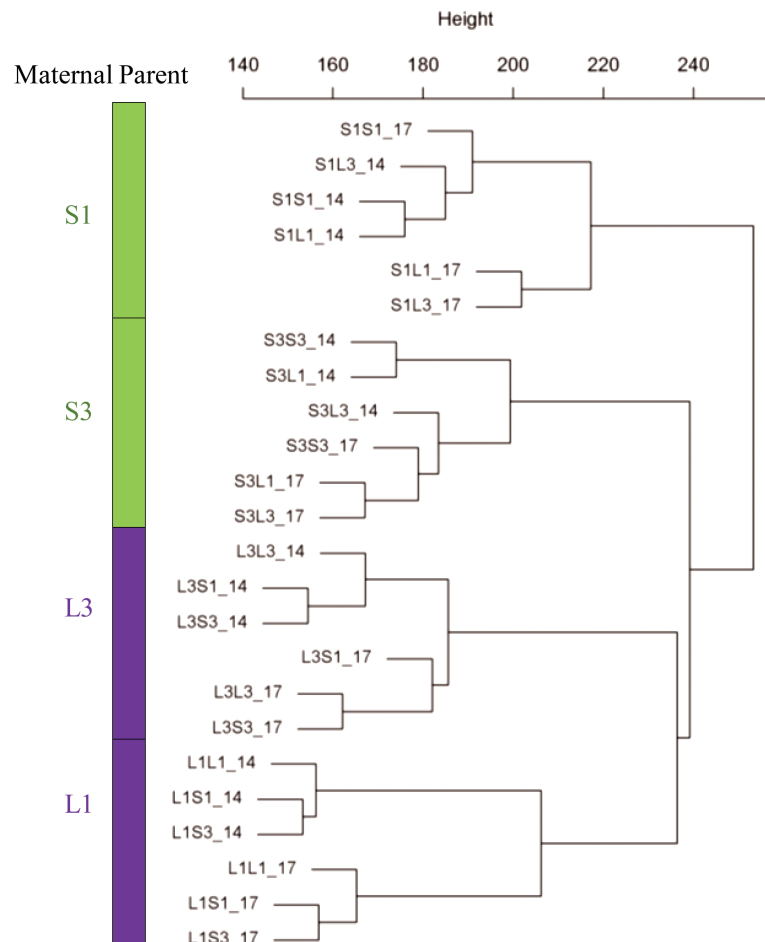 Height
140 160 180 200 220 240
Maternal Parent
S1
S3
L3
L1
S1S1_17
S1L3_14
S1S1_14
S1L1_14
S1L1_17
S1L3_17
S3S3_14
S3L1_14
S3L3_14
S3S3_17
S3L1_17
S3L3_17
L3L3_14
L3S1_14
L3S3_14
L3S1_17
L3L3_17
L3S3_17
L1L1_14
L1S1_14
L1S3_14
L1L1_17
L1S1_17
L1S3_17